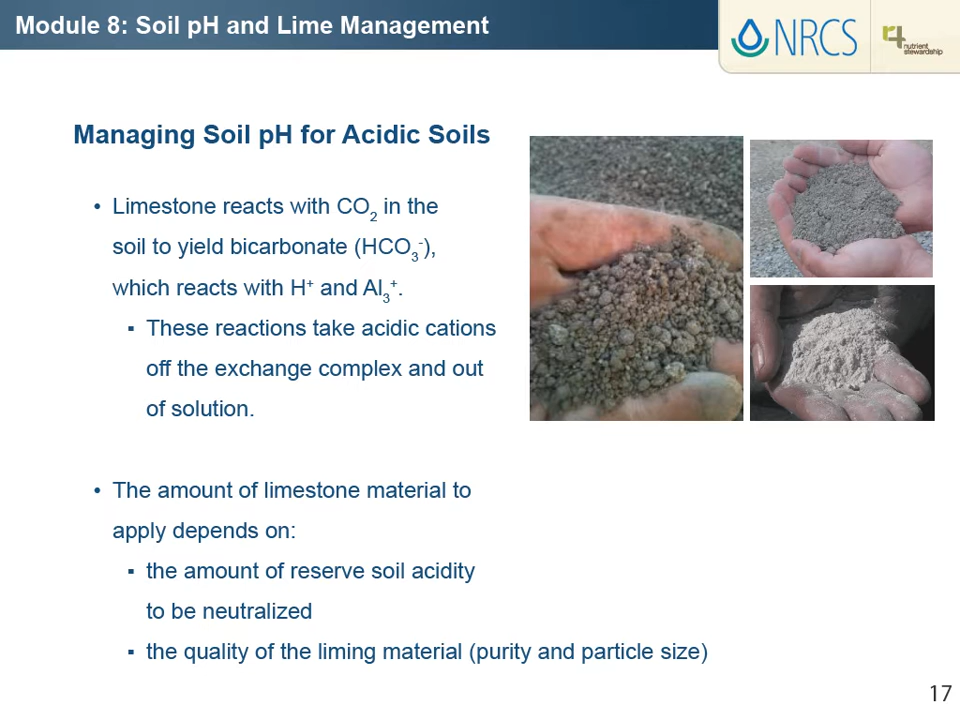 Module 8: Soil pH and Lime Management
NRCS
r4 nutrient
stewardship
Managing Soil pH for Acidic Soils
• Limestone reacts with CO₂ in the
soil to yield bicarbonate (HCO₃⁻),
which reacts with H⁺ and Al₃⁺.
▪ These reactions take acidic cations
off the exchange complex and out
of solution.
• The amount of limestone material to
apply depends on:
▪ the amount of reserve soil acidity
to be neutralized
▪ the quality of the liming material (purity and particle size)
17